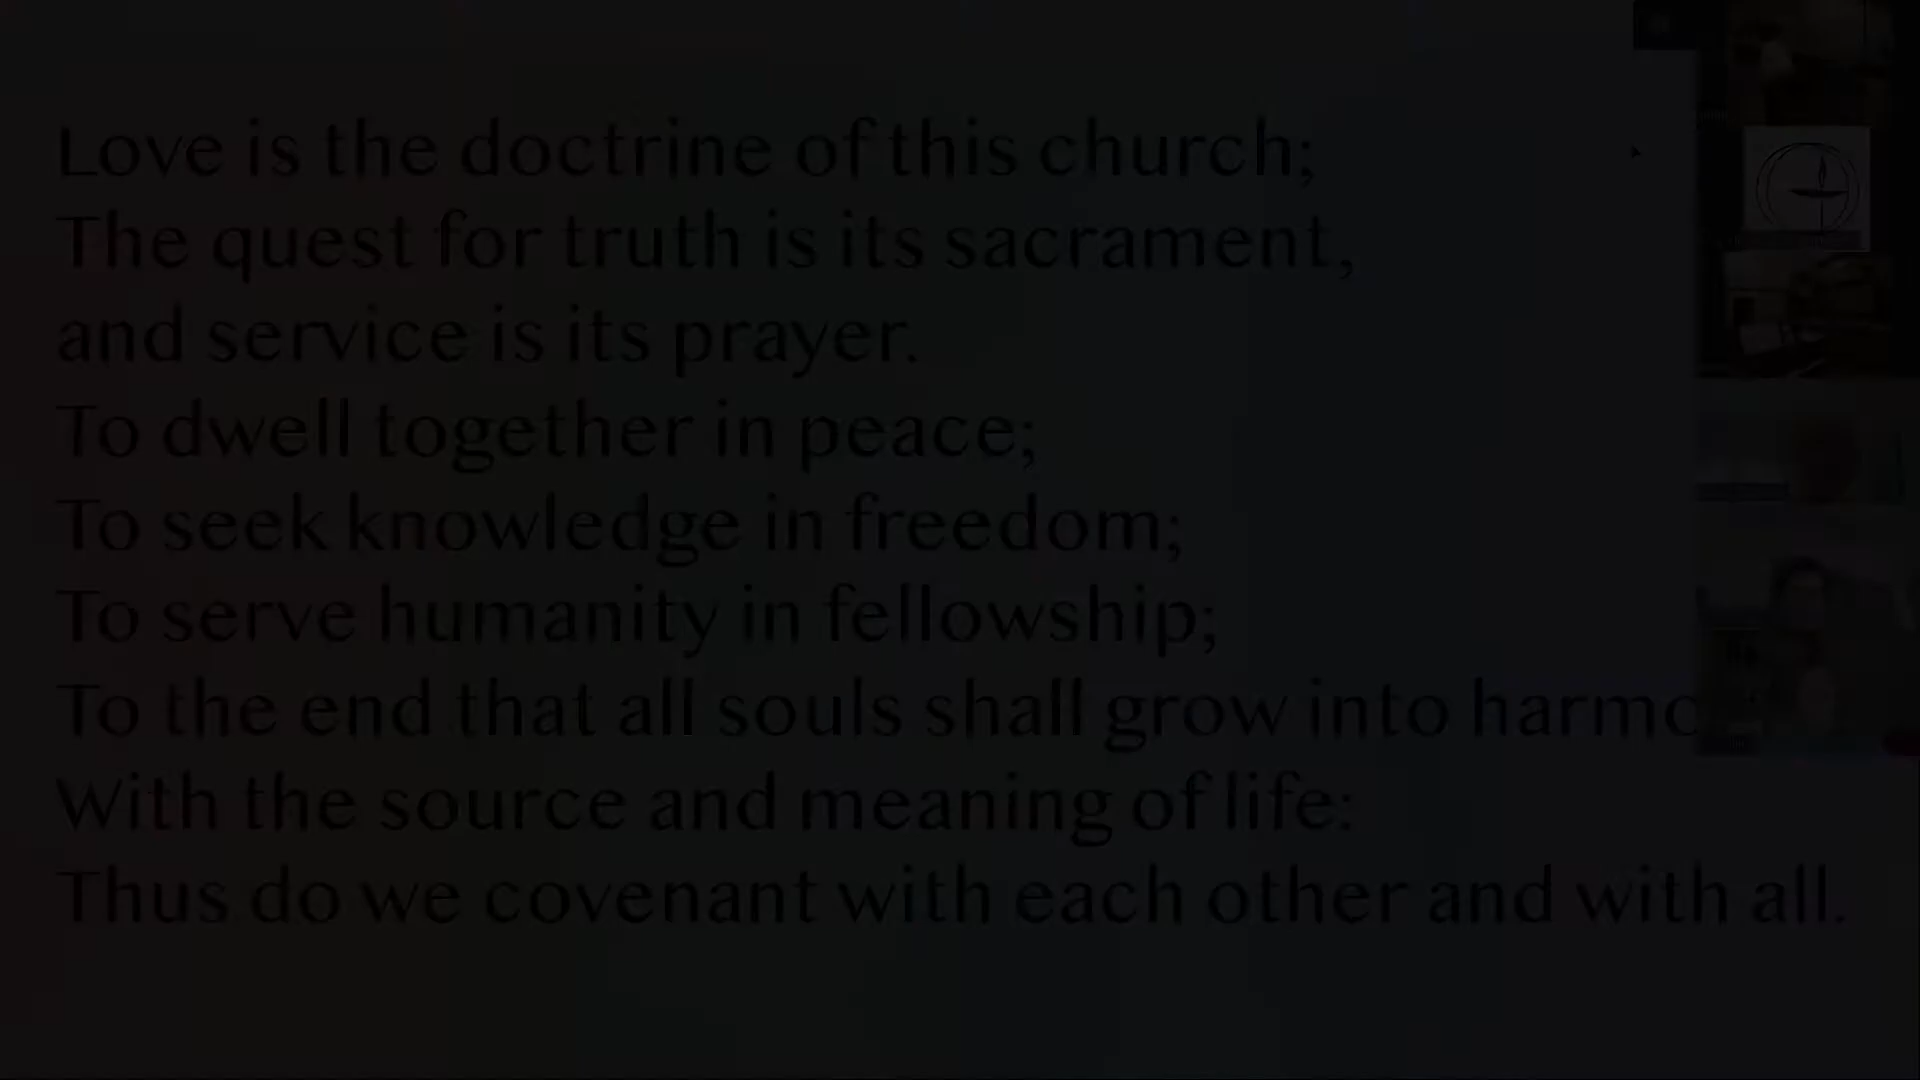 Love is the doctrine of this church;
The quest for truth is its sacrament,
and service is its prayer.
To dwell together in peace;
To seek knowledge in freedom;
To serve humanity in fellowship;
To the end that all souls shall grow into harmo
With the source and meaning of life:
Thus do we covenant with each other and with all.